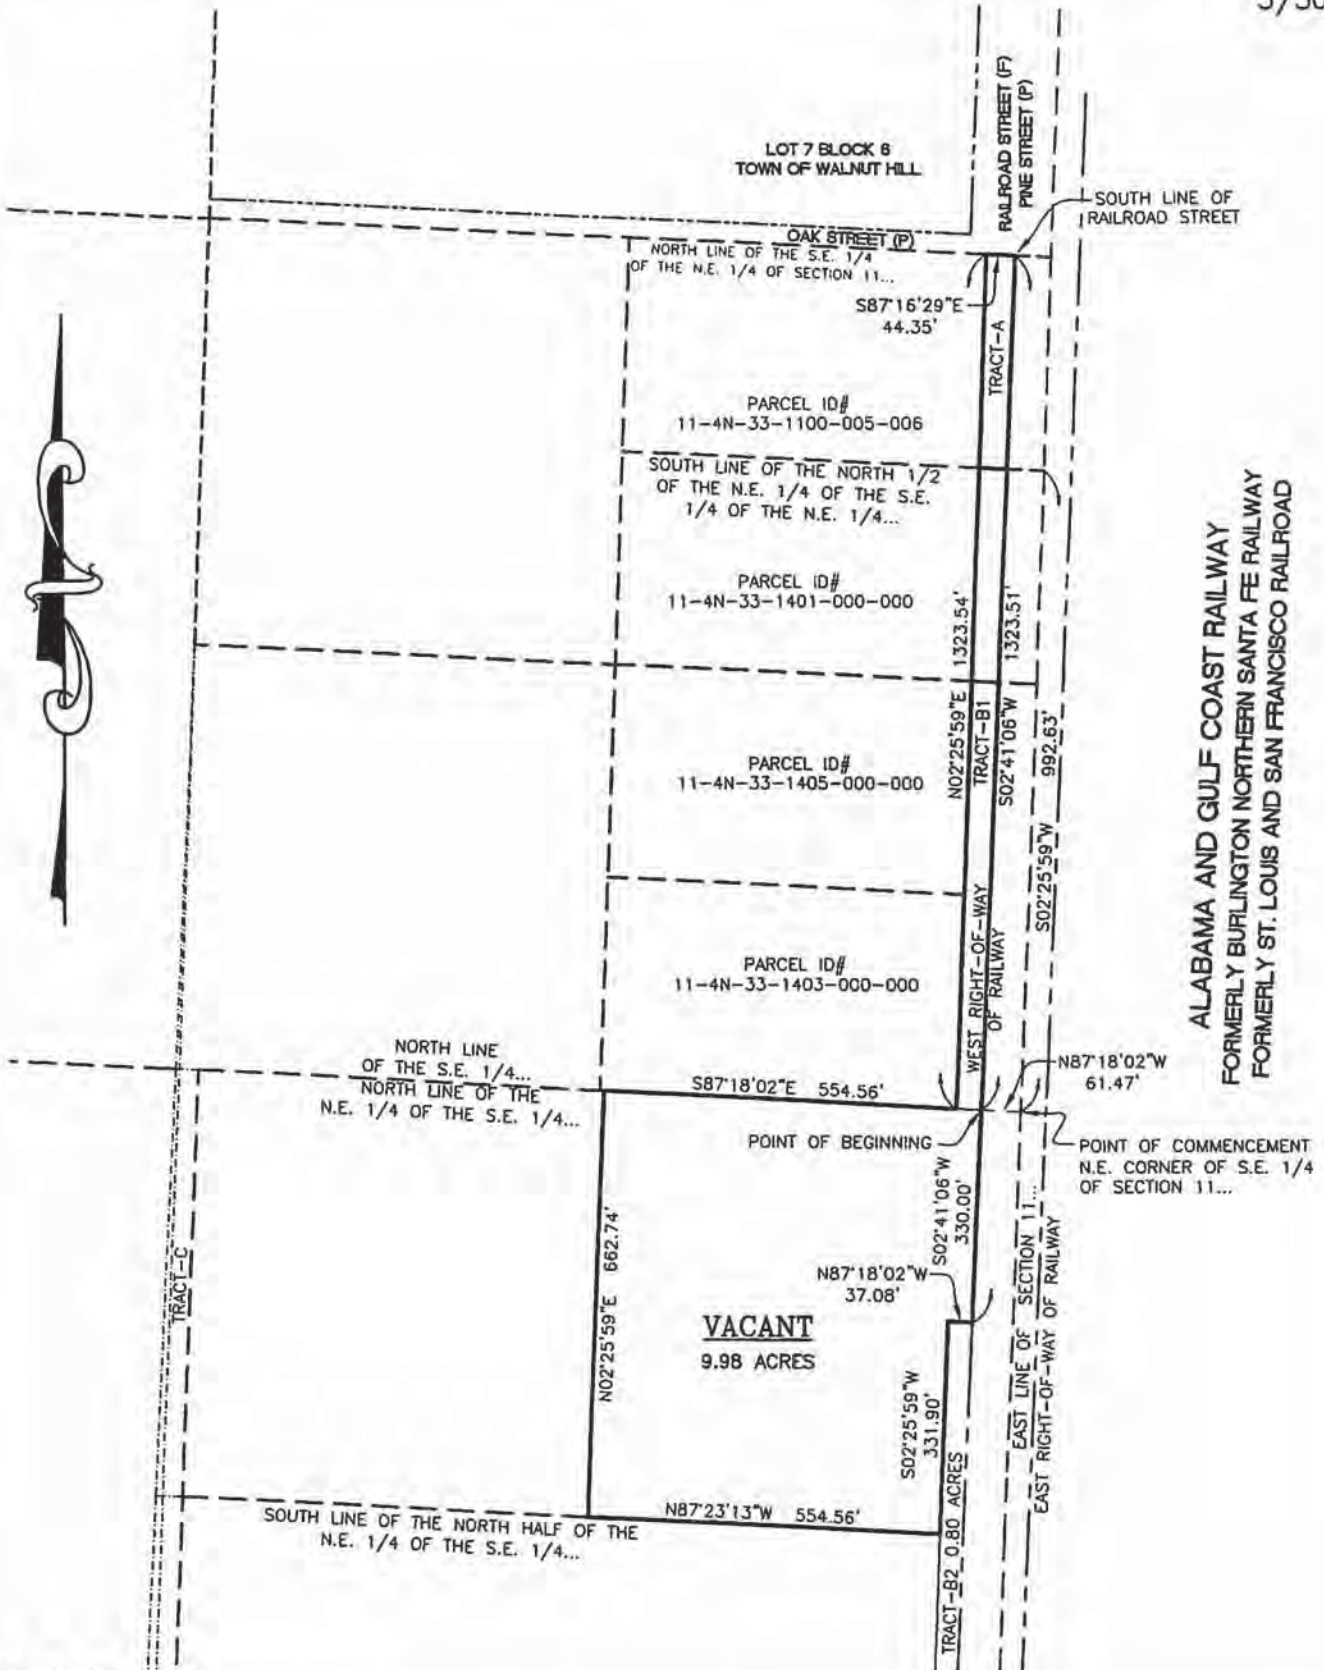 LOT 7 BLOCK 6
TOWN OF WALNUT HILL
RAILROAD STREET (F)
PINE STREET (P)
SOUTH LINE OF
RAILROAD STREET
OAK STREET (P)
NORTH LINE OF THE S.E. 1/4
OF THE N.E. 1/4 OF SECTION 11...
S87°16'29"E
44.35'
TRACT-A
PARCEL ID#
11-4N-33-1100-005-006
SOUTH LINE OF THE NORTH 1/2
OF THE N.E. 1/4 OF THE S.E.
1/4 OF THE N.E. 1/4...
PARCEL ID#
11-4N-33-1401-000-000
N02°25'59"E 1323.54'
TRACT-B1
S02°41'06"W 1323.51'
S02°25'59"W 992.63'
PARCEL ID#
11-4N-33-1405-000-000
ALABAMA AND GULF COAST RAILWAY
FORMERLY BURLINGTON NORTHERN SANTA FE RAILWAY
FORMERLY ST. LOUIS AND SAN FRANCISCO RAILROAD
WEST RIGHT-OF-WAY
OF RAILWAY
PARCEL ID#
11-4N-33-1403-000-000
NORTH LINE
OF THE S.E. 1/4...
NORTH LINE OF THE
N.E. 1/4 OF THE S.E. 1/4...
S87°18'02"E 554.56'
N87°18'02"W
61.47'
POINT OF BEGINNING
POINT OF COMMENCEMENT
N.E. CORNER OF S.E. 1/4
OF SECTION 11...
S02°41'06"W
330.00'
N02°25'59"E 662.74'
N87°18'02"W
37.08'
TRACT-C
VACANT
9.98 ACRES
EAST LINE OF SECTION 11...
EAST RIGHT-OF-WAY OF RAILWAY
S02°25'59"W
331.90'
N87°23'13"W 554.56'
SOUTH LINE OF THE NORTH HALF OF THE
N.E. 1/4 OF THE S.E. 1/4...
TRACT-B2 0.80 ACRES